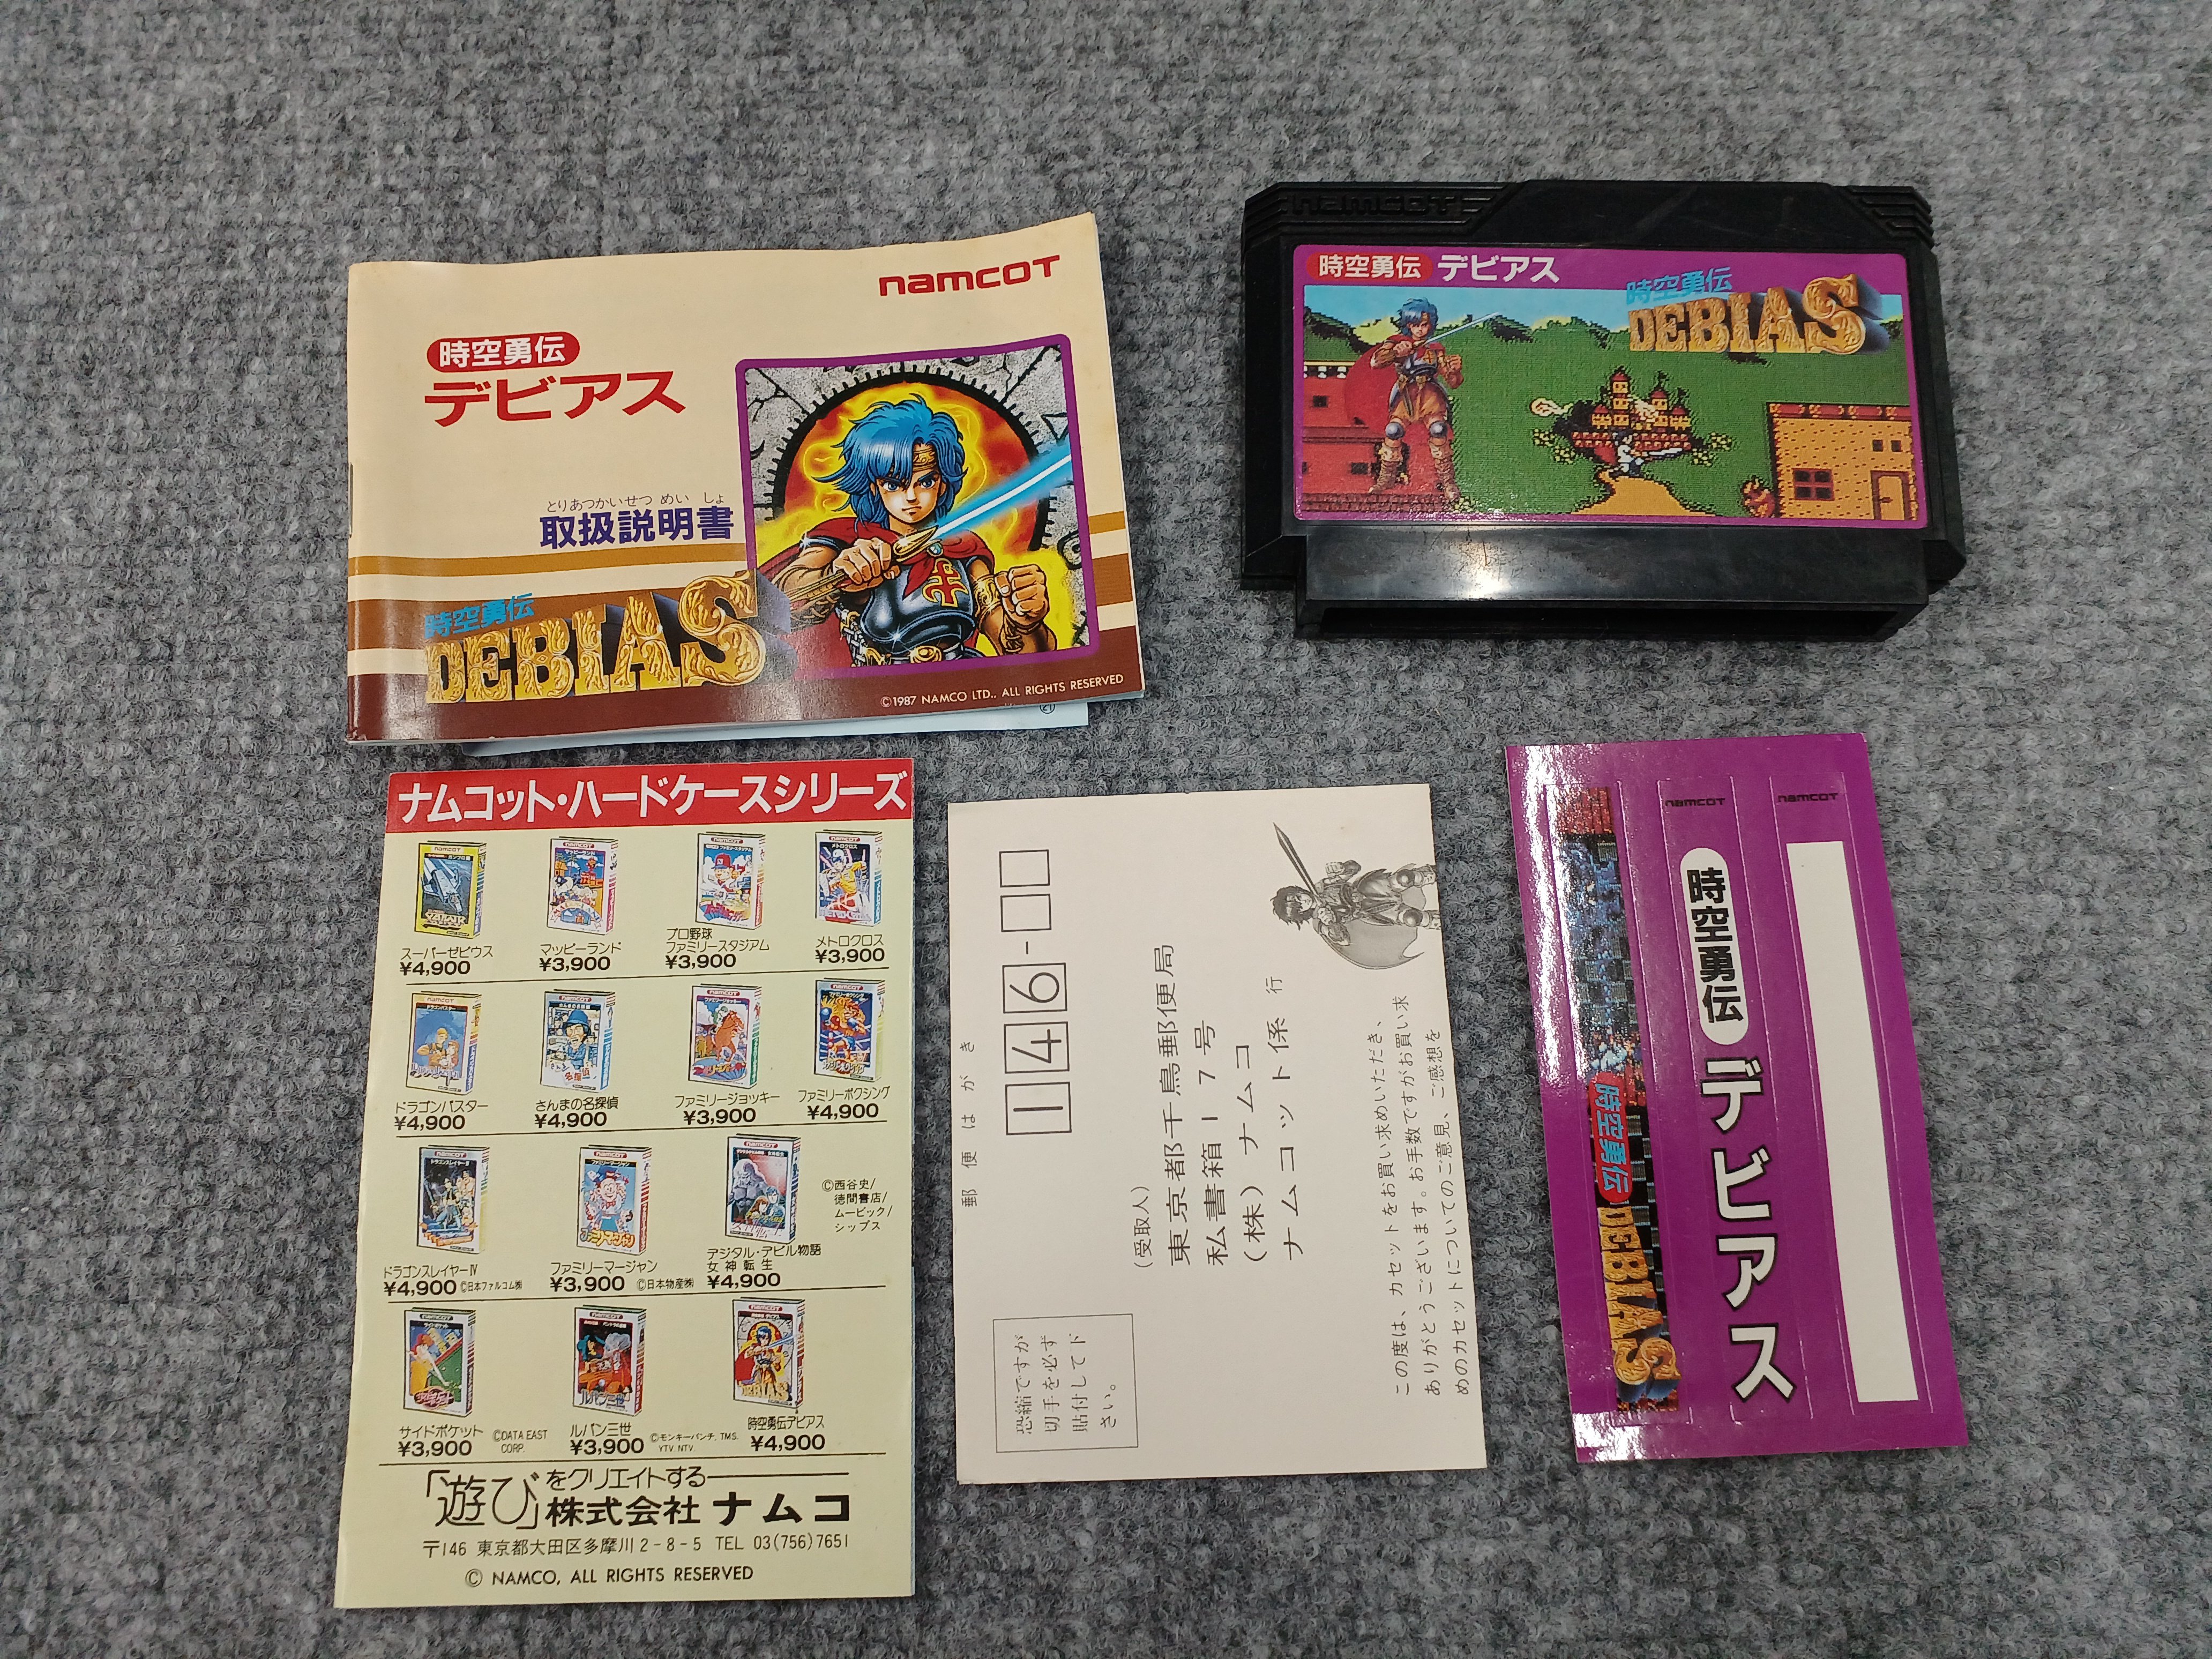 namcoT
時空勇伝
デビアス
とりあつかいせつ めい しょ
取扱説明書
時空勇伝
DEBIAS
©1987 NAMCO LTD., ALL RIGHTS RESERVED
21
namcoT
時空勇伝 デビアス
時空勇伝
DEBIAS
ナムコット・ハードケースシリーズ
スーパーゼビウス
¥4,900
マッピーランド
¥3,900
プロ野球
ファミリースタジアム
¥3,900
メトロクロス
¥3,900
ドラゴンバスター
¥4,900
さんまの名探偵
¥4,900
ファミリージョッキー
¥3,900
ファミリーボクシング
¥4,900
ドラゴンスレイヤーⅣ
¥4,900 ©日本ファルコム㈱
ファミリーマージャン
¥3,900 ©日本物産㈱
デジタル・デビル物語
女神転生
¥4,900
©西谷史/
徳間書店/
ムービック/
シップス
サイドポケット
¥3,900
©DATA EAST
CORP.
ルパン三世
¥3,900
©モンキーパンチ, TMS.
YTV. NTV.
時空勇伝デビアス
¥4,900
「遊び」をクリエイトする
株式会社 ナムコ
〒146 東京都大田区多摩川2-8-5 TEL 03(756)7651
© NAMCO, ALL RIGHTS RESERVED
郵便はがき
146-
(受取人)
東京都千鳥郵便局
私書箱17号
(株)ナムコ
ナムコット係 行
恐縮ですが
切手を必ず
貼付して下
さい。
この度は、カセットをお買い求めいただき、
ありがとうございます。お手数ですがお買い求
めのカセットについてのご意見、ご感想を
時空勇伝
DEBIAS
namcoT
時空勇伝 デビアス
namcoT